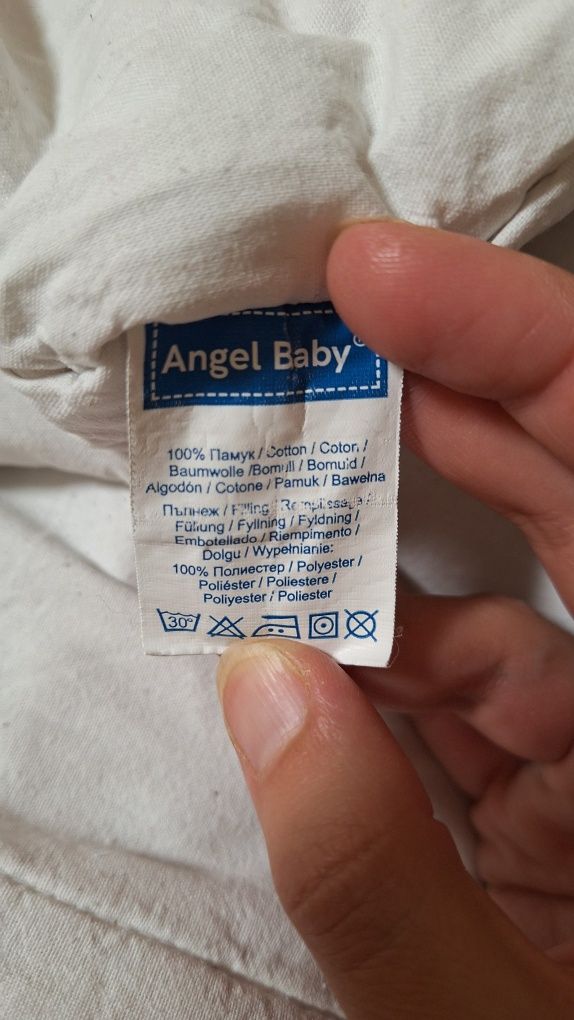 Angel Baby®
100% Памук / Cotton / Coton /
Baumwolle /Bomull / Bomuld /
Algodón / Cotone / Pamuk / Bawełna
Пълнеж / Filling / Remplissage /
Füllung / Fyllning / Fyldning /
Embotellado / Riempimento /
Dolgu / Wypełnianie:
100% Полиестер / Polyester /
Poliéster / Poliestere /
Poliyester / Poliester
30°